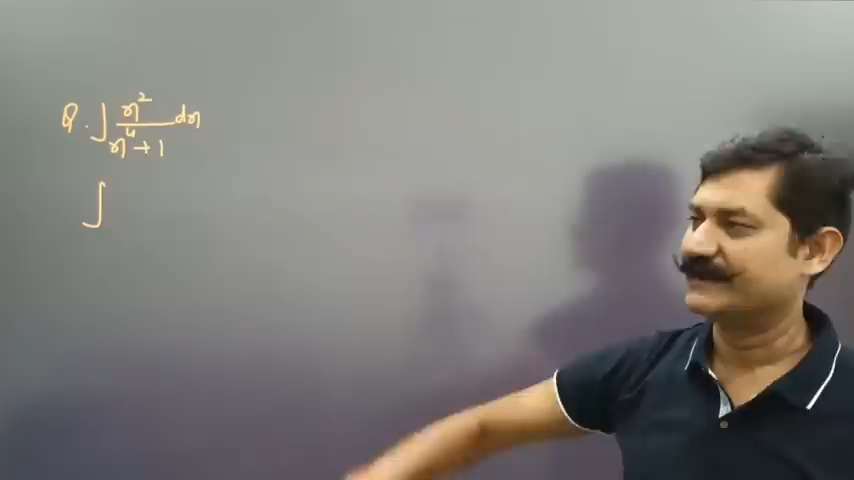 Q. ∫ x²/(x⁴+1) dx
∫